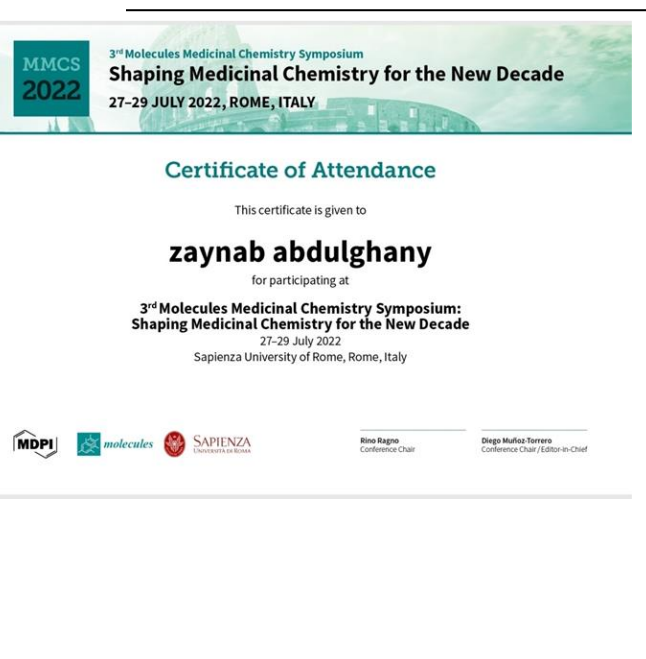 MMCS
2022
3rd Molecules Medicinal Chemistry Symposium
Shaping Medicinal Chemistry for the New Decade
27–29 JULY 2022, ROME, ITALY
Certificate of Attendance
This certificate is given to
zaynab abdulghany
for participating at
3rd Molecules Medicinal Chemistry Symposium:
Shaping Medicinal Chemistry for the New Decade
27–29 July 2022
Sapienza University of Rome, Rome, Italy
MDPI
molecules
SAPIENZA
UNIVERSITÀ DI ROMA
Rino Ragno
Conference Chair
Diego Muñoz-Torrero
Conference Chair / Editor-in-Chief